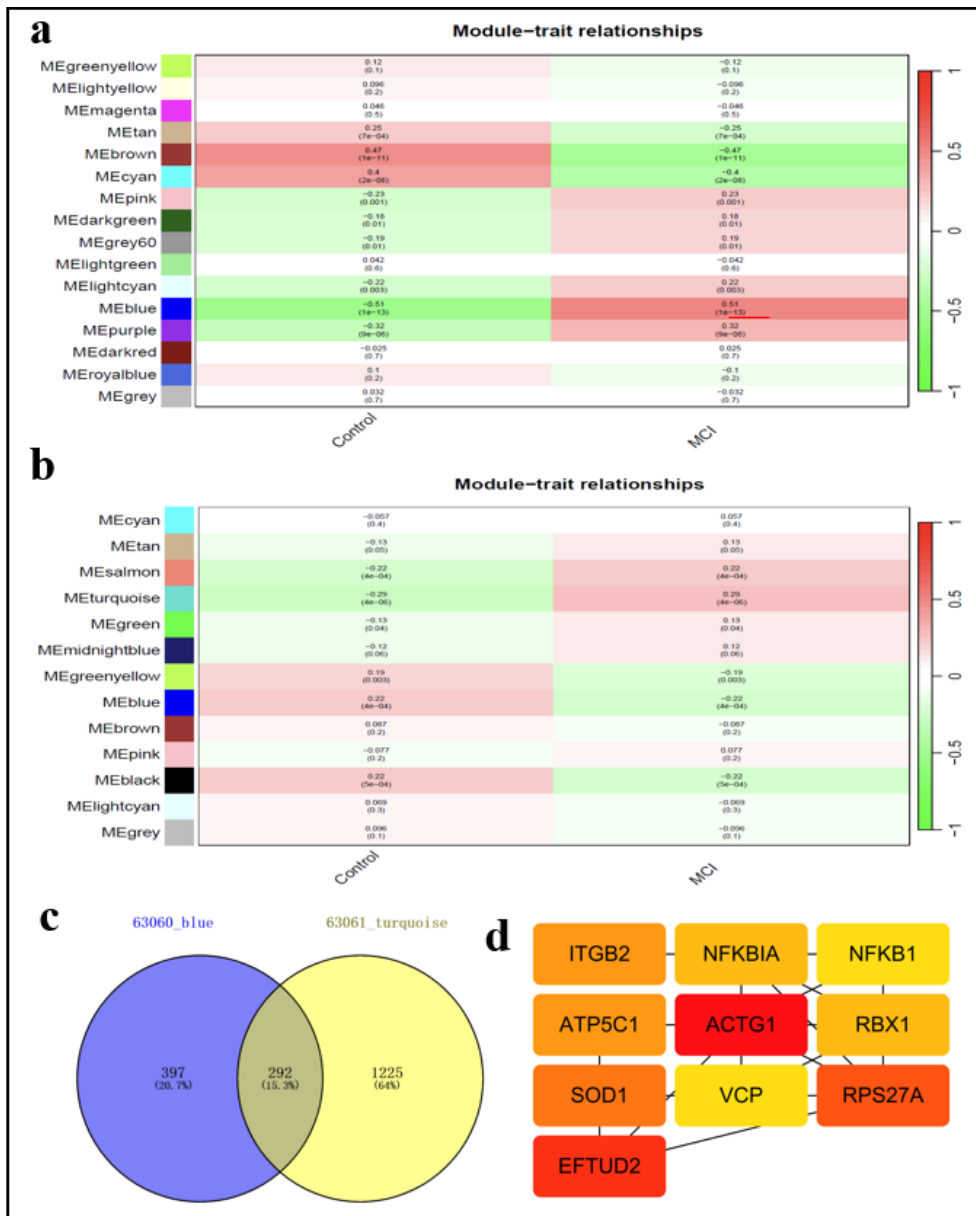 a
Module-trait relationships
MEgreenyellow 0.12 -0.12
(0.1) (0.1)
MElightyellow 0.096 -0.096
(0.2) (0.2)
MEmagenta 0.046 -0.046
(0.5) (0.5)
MEtan 0.25 -0.25
(7e-04) (7e-04)
MEbrown 0.47 -0.47
(1e-11) (1e-11)
MEcyan 0.4 -0.4
(2e-08) (2e-08)
MEpink -0.23 0.23
(0.001) (0.001)
MEdarkgreen -0.18 0.18
(0.01) (0.01)
MEgrey60 -0.19 0.19
(0.01) (0.01)
MElightgreen 0.042 -0.042
(0.6) (0.6)
MElightcyan -0.22 0.22
(0.003) (0.003)
MEblue -0.51 0.51
(1e-13) (1e-13)
MEpurple -0.32 0.32
(9e-06) (9e-06)
MEdarkred -0.025 0.025
(0.7) (0.7)
MEroyalblue 0.1 -0.1
(0.2) (0.2)
MEgrey 0.032 -0.032
(0.7) (0.7)
Control MCI
1
0.5
0
-0.5
-1
b
Module-trait relationships
MEcyan -0.057 0.057
(0.4) (0.4)
MEtan -0.13 0.13
(0.05) (0.05)
MEsalmon -0.22 0.22
(4e-04) (4e-04)
MEturquoise -0.29 0.29
(4e-06) (4e-06)
MEgreen -0.13 0.13
(0.04) (0.04)
MEmidnightblue -0.12 0.12
(0.06) (0.06)
MEgreenyellow 0.19 -0.19
(0.003) (0.003)
MEblue 0.22 -0.22
(4e-04) (4e-04)
MEbrown 0.087 -0.087
(0.2) (0.2)
MEpink -0.077 0.077
(0.2) (0.2)
MEblack 0.22 -0.22
(5e-04) (5e-04)
MElightcyan 0.069 -0.069
(0.3) (0.3)
MEgrey 0.096 -0.096
(0.1) (0.1)
Control MCI
1
0.5
0
-0.5
-1
c
63060_blue 63061_turquoise
397 292 1225
(20.7%) (15.3%) (64%)
d
ITGB2 NFKBIA NFKB1
ATP5C1 ACTG1 RBX1
SOD1 VCP RPS27A
EFTUD2